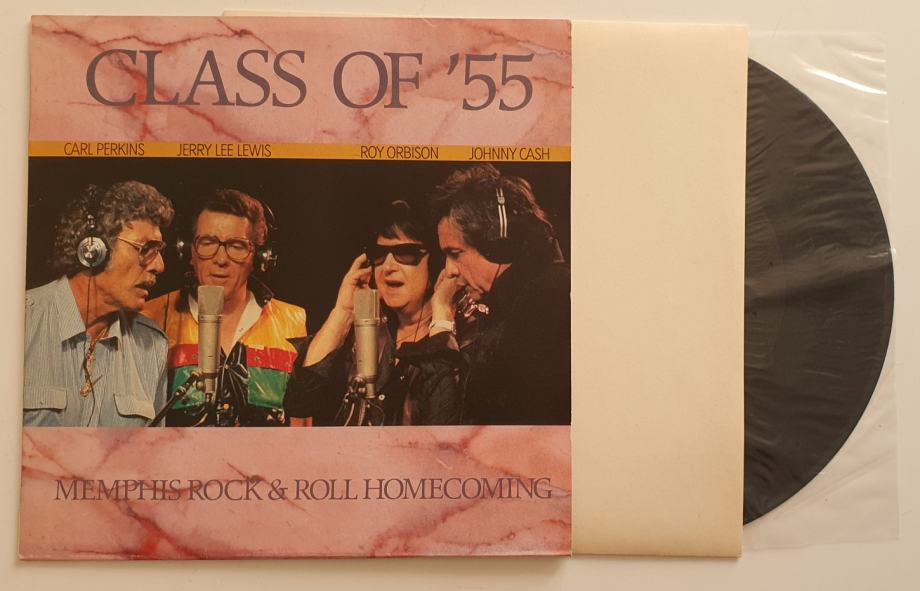 CLASS OF '55
CARL PERKINS JERRY LEE LEWIS ROY ORBISON JOHNNY CASH
MEMPHIS ROCK & ROLL HOMECOMING